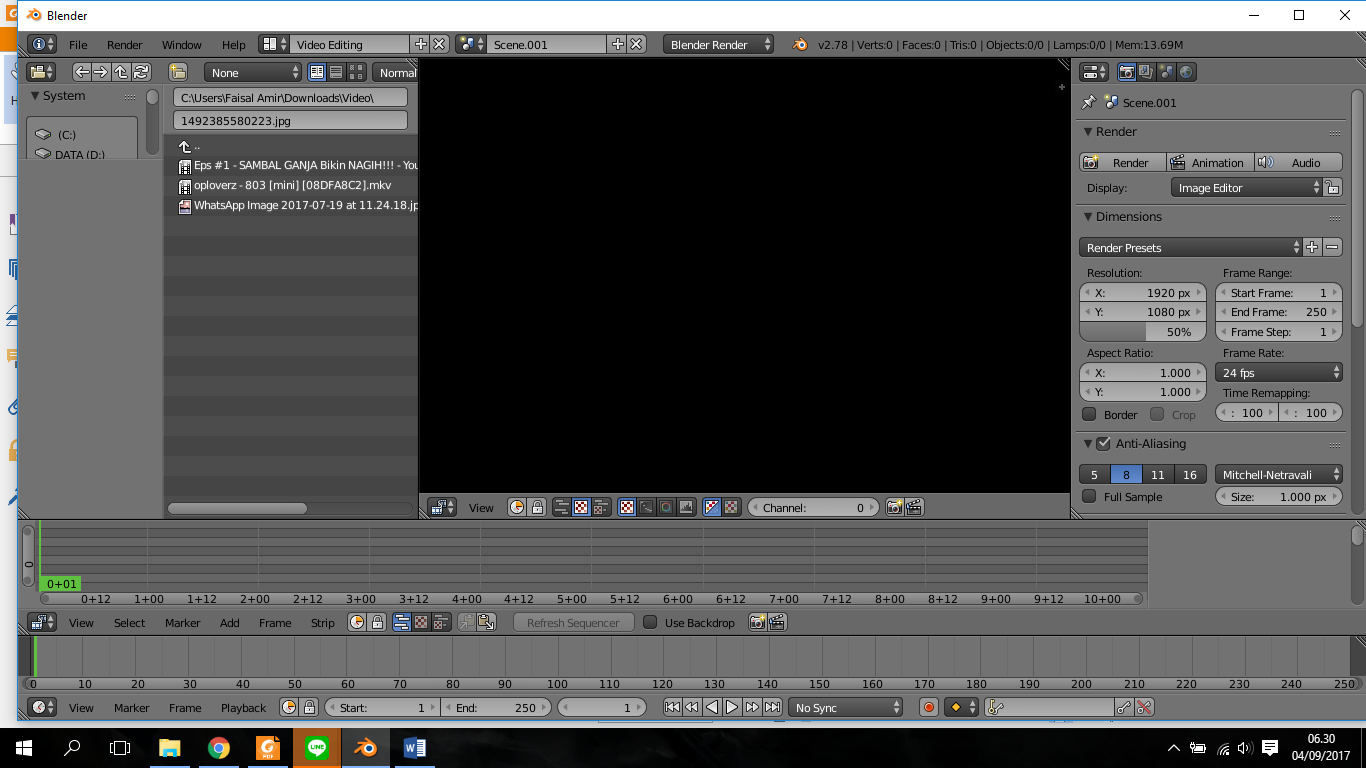 Blender
File Render Window Help Video Editing Scene.001 Blender Render v2.78 | Verts:0 | Faces:0 | Tris:0 | Objects:0/0 | Lamps:0/0 | Mem:13.69M
None Normal
System
(C:)
DATA (D:)
C:\Users\Faisal Amir\Downloads\Video\
1492385580223.jpg
..
Eps #1 - SAMBAL GANJA Bikin NAGIH!!! - You
oploverz - 803 [mini] [08DFA8C2].mkv
WhatsApp Image 2017-07-19 at 11.24.18.jp
View Channel: 0
Scene.001
Render
Render Animation Audio
Display: Image Editor
Dimensions
Render Presets
Resolution: Frame Range:
X: 1920 px Start Frame: 1
Y: 1080 px End Frame: 250
50% Frame Step: 1
Aspect Ratio: Frame Rate:
X: 1.000 24 fps
Y: 1.000 Time Remapping:
Border Crop : 100 : 100
Anti-Aliasing
5 8 11 16 Mitchell-Netravali
Full Sample Size: 1.000 px
0
0+01
0+12 1+00 1+12 2+00 2+12 3+00 3+12 4+00 4+12 5+00 5+12 6+00 6+12 7+00 7+12 8+00 8+12 9+00 9+12 10+00
View Select Marker Add Frame Strip Refresh Sequencer Use Backdrop
0 10 20 30 40 50 60 70 80 90 100 110 120 130 140 150 160 170 180 190 200 210 220 230 240 250
View Marker Frame Playback Start: 1 End: 250 1 No Sync
PDF LINE
06.30
04/09/2017